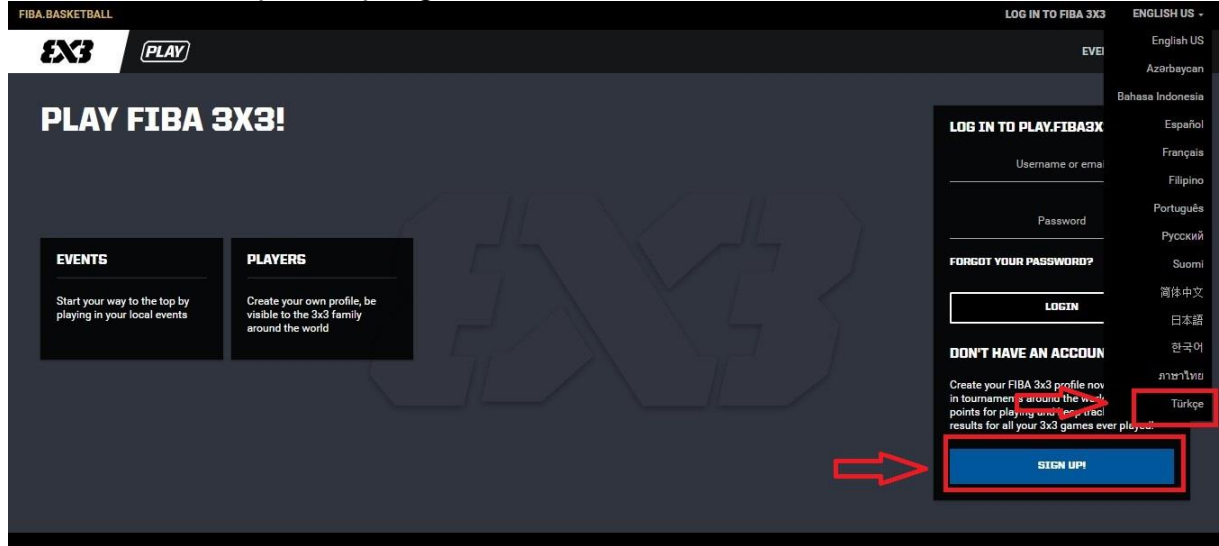 FIBA.BASKETBALL
LOG IN TO FIBA 3X3
ENGLISH US
3X3
PLAY
EVE
English US
Azərbaycan
Bahasa Indonesia
Español
Français
Filipino
Português
Русский
Suomi
简体中文
日本語
한국어
ภาษาไทย
Türkçe
PLAY FIBA 3X3!
EVENTS
Start your way to the top by
playing in your local events
PLAYERS
Create your own profile, be
visible to the 3x3 family
around the world
LOG IN TO PLAY.FIBA3X
Username or emai
Password
FORGOT YOUR PASSWORD?
LOGIN
DON'T HAVE AN ACCOUN
Create your FIBA 3x3 profile now
in tournaments around the
points for playing and keep trac
results for all your 3x3 games ever played!
SIGN UP!